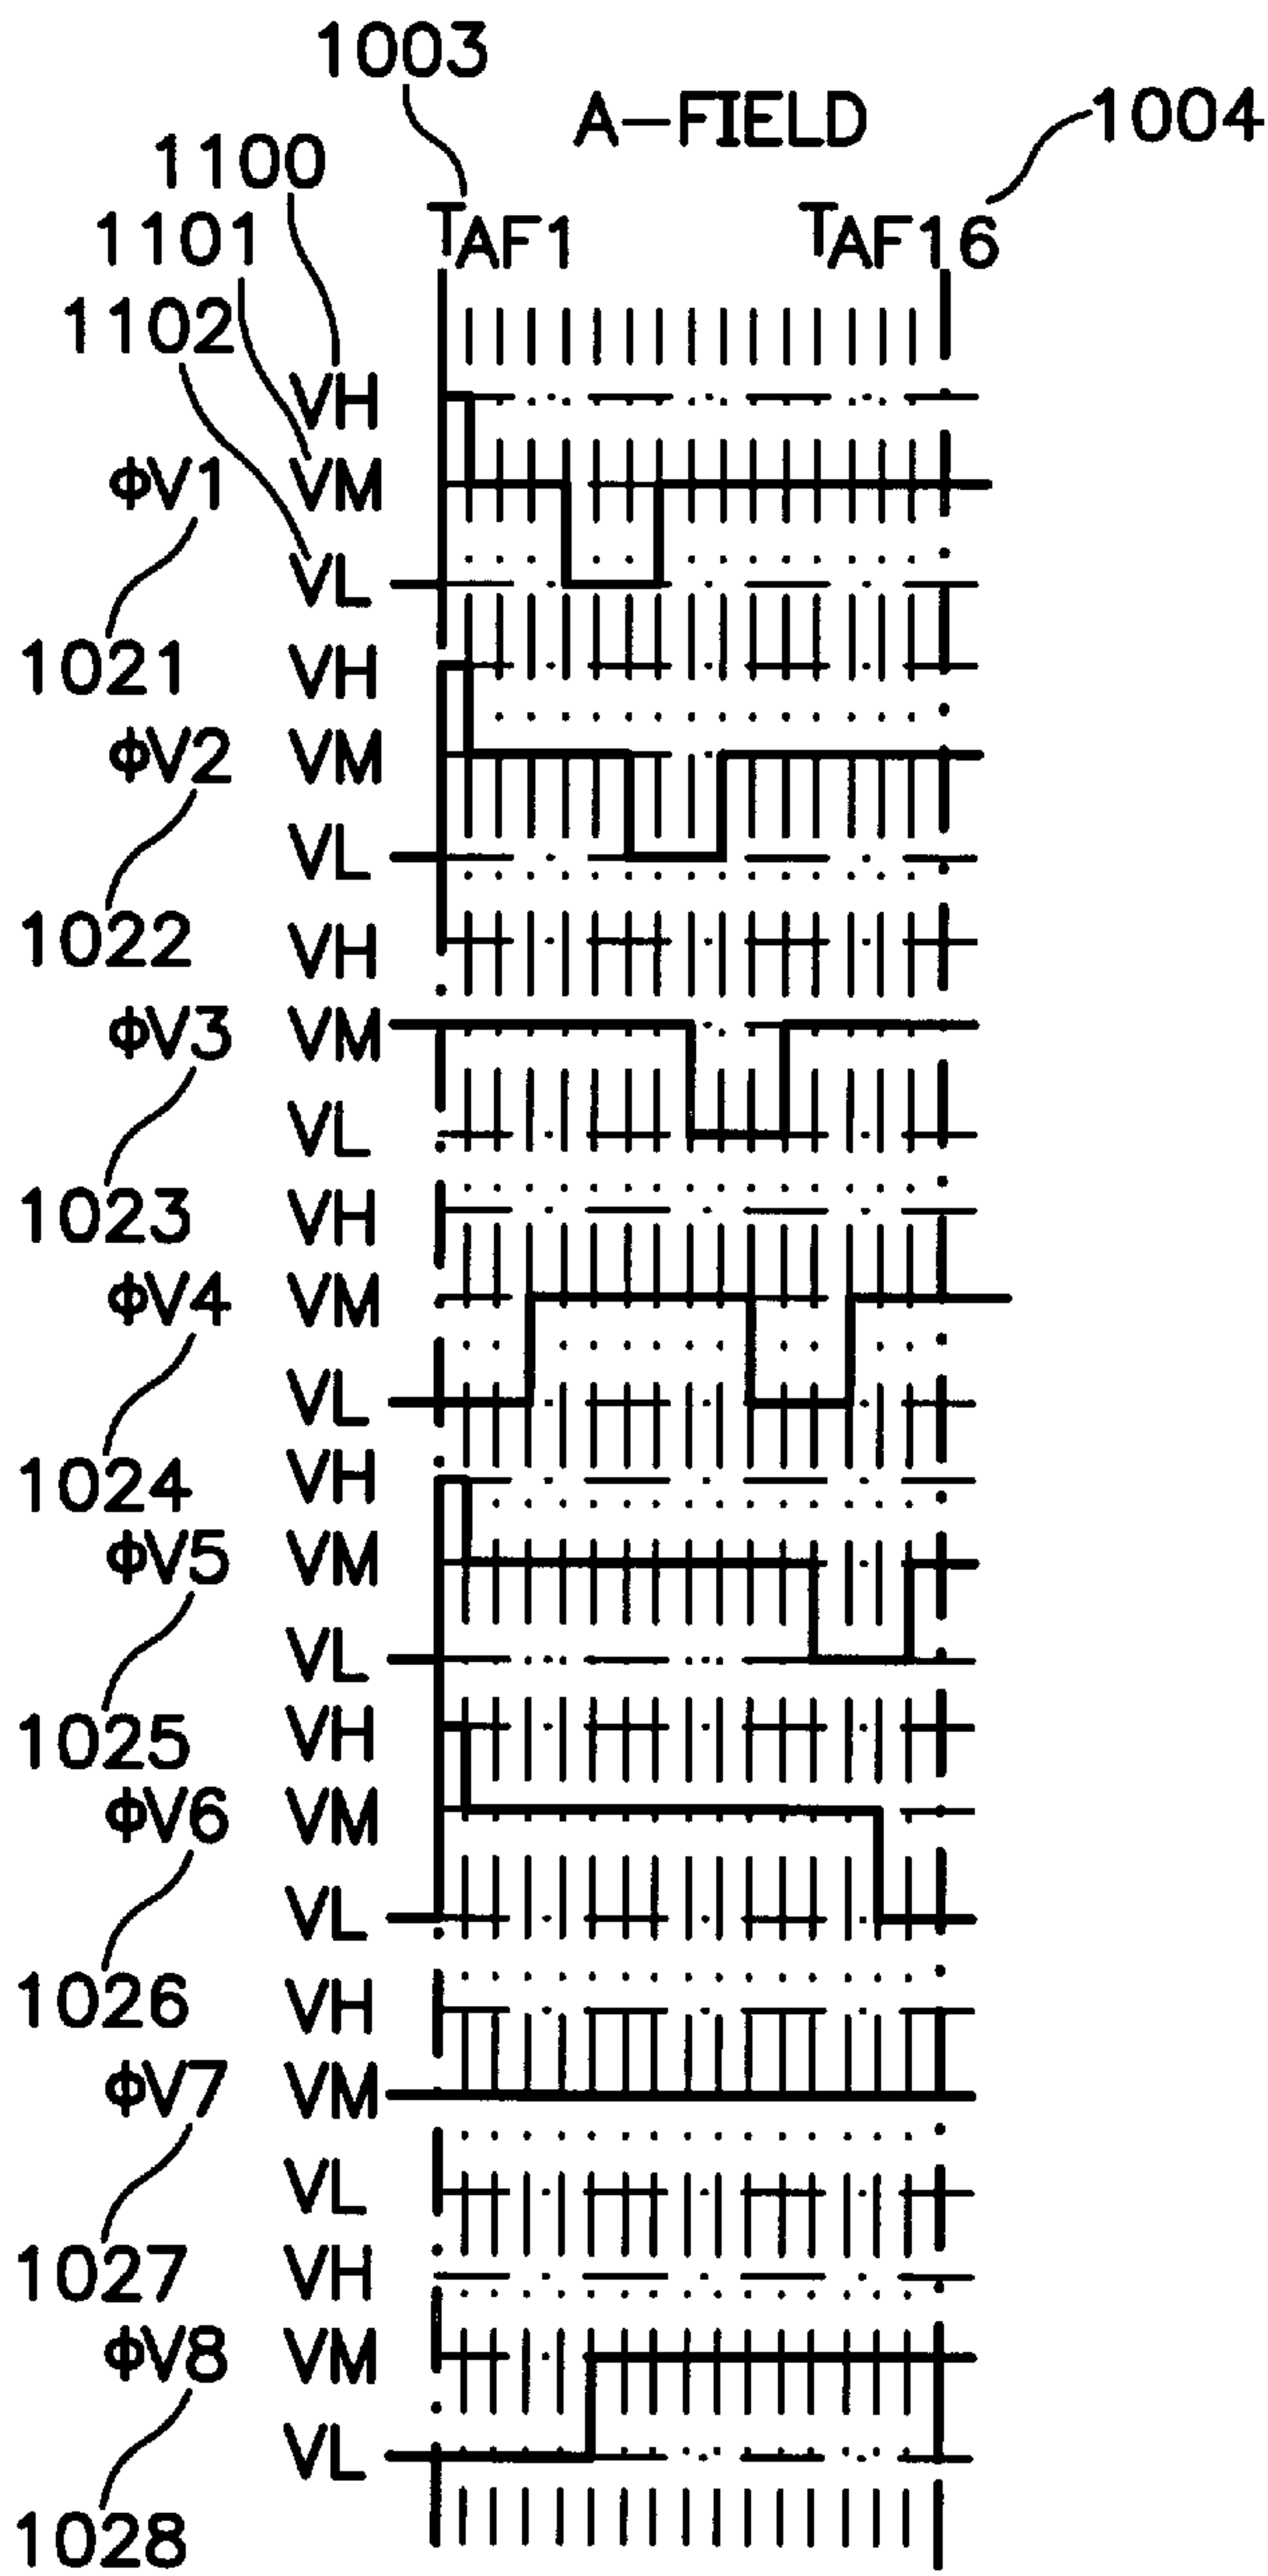 1003
A-FIELD
1004
1100
1101
1102
TAF1
TAF16
VH
ϕV1 VM
VL
1021
VH
ϕV2 VM
VL
1022
VH
ϕV3 VM
VL
1023
VH
ϕV4 VM
VL
1024
VH
ϕV5 VM
VL
1025
VH
ϕV6 VM
VL
1026
VH
ϕV7 VM
VL
1027
VH
ϕV8 VM
VL
1028